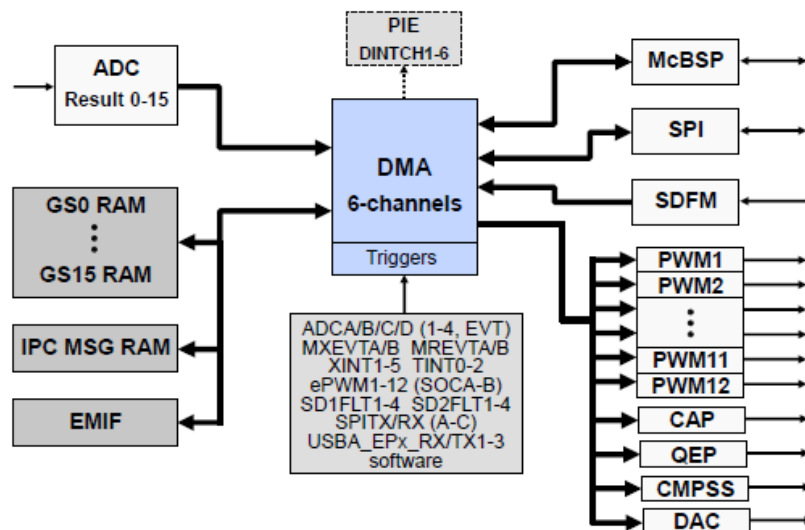 PIE
DINTCH1-6
ADC
Result 0-15
McBSP
SPI
SDFM
DMA
6-channels
Triggers
GS0 RAM
GS15 RAM
IPC MSG RAM
EMIF
ADCA/B/C/D (1-4, EVT)
MXEVTA/B MREVTA/B
XINT1-5 TINT0-2
ePWM1-12 (SOCA-B)
SD1FLT1-4 SD2FLT1-4
SPITX/RX (A-C)
USBA_EPx_RX/TX1-3
software
PWM1
PWM2
PWM11
PWM12
CAP
QEP
CMPSS
DAC